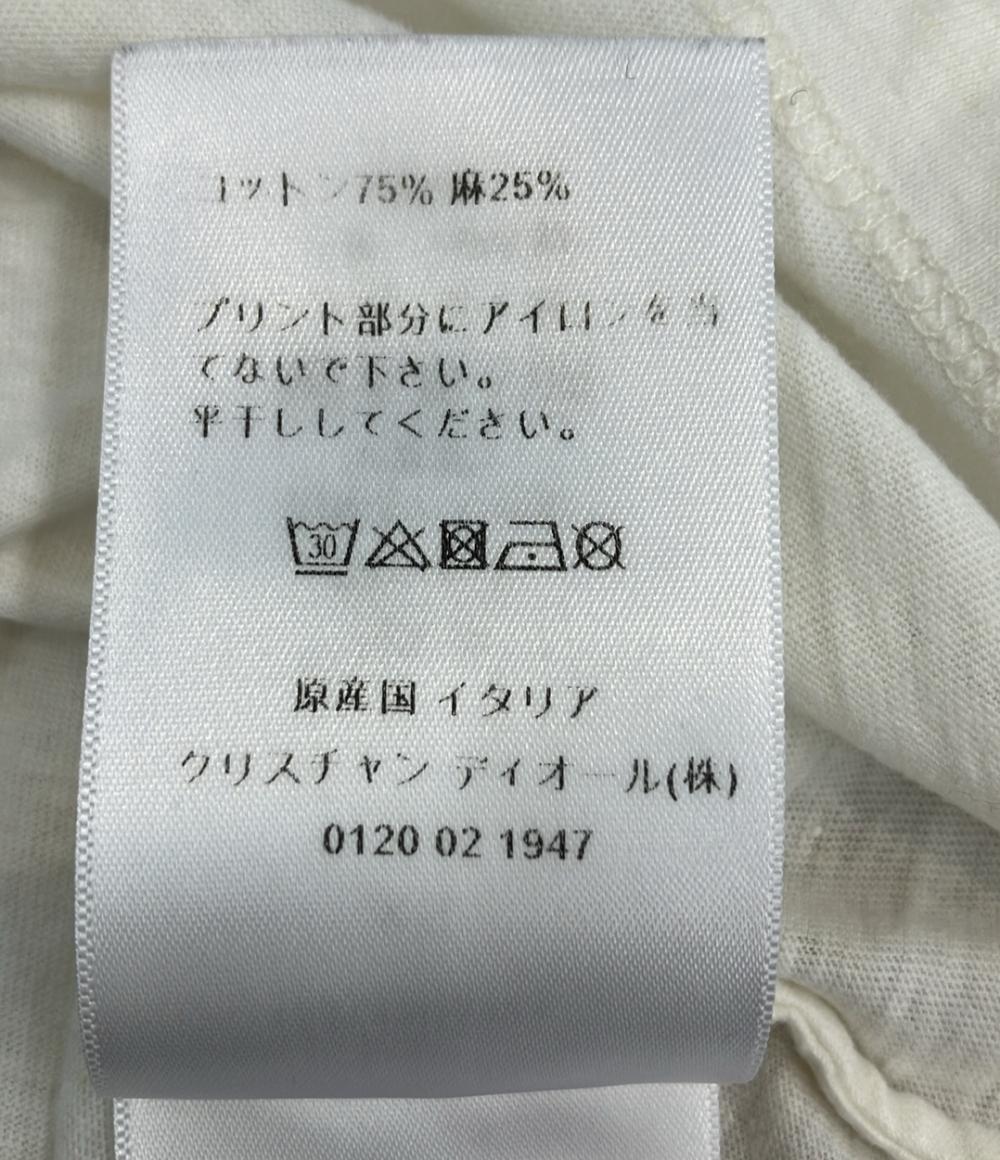 コットン75% 麻25%
プリント部分にアイロンを当
てないで下さい。
平干ししてください。
30
原産国 イタリア
クリスチャン ディオール(株)
0120 02 1947